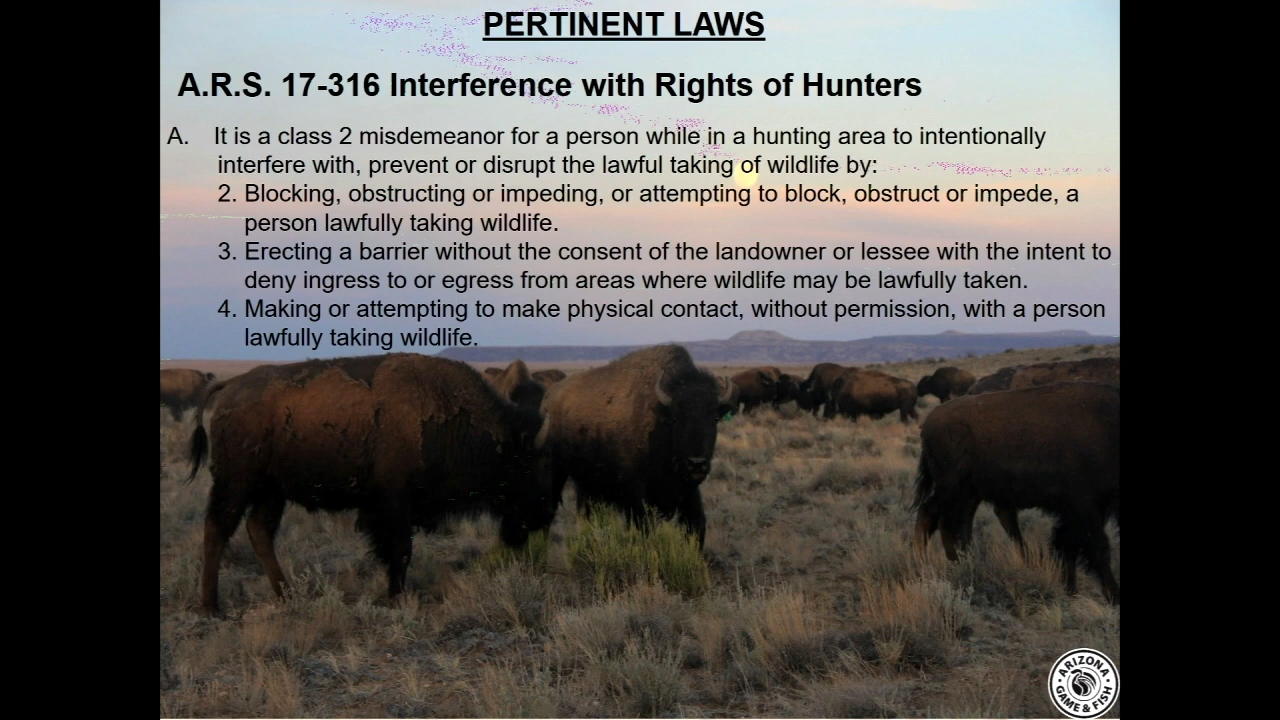 PERTINENT LAWS
A.R.S. 17-316 Interference with Rights of Hunters
A. It is a class 2 misdemeanor for a person while in a hunting area to intentionally
interfere with, prevent or disrupt the lawful taking of wildlife by:
2. Blocking, obstructing or impeding, or attempting to block, obstruct or impede, a
person lawfully taking wildlife.
3. Erecting a barrier without the consent of the landowner or lessee with the intent to
deny ingress to or egress from areas where wildlife may be lawfully taken.
4. Making or attempting to make physical contact, without permission, with a person
lawfully taking wildlife.
ARIZONA
GAME & FISH